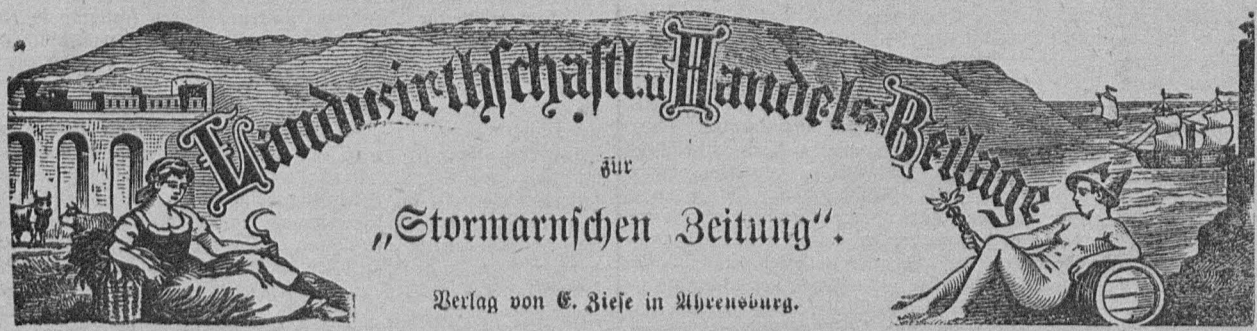 Landwirthschaftl. u. Handels-Beilage
zur
„Stormarnschen Zeitung“.
Verlag von E. Ziese in Ahrensburg.